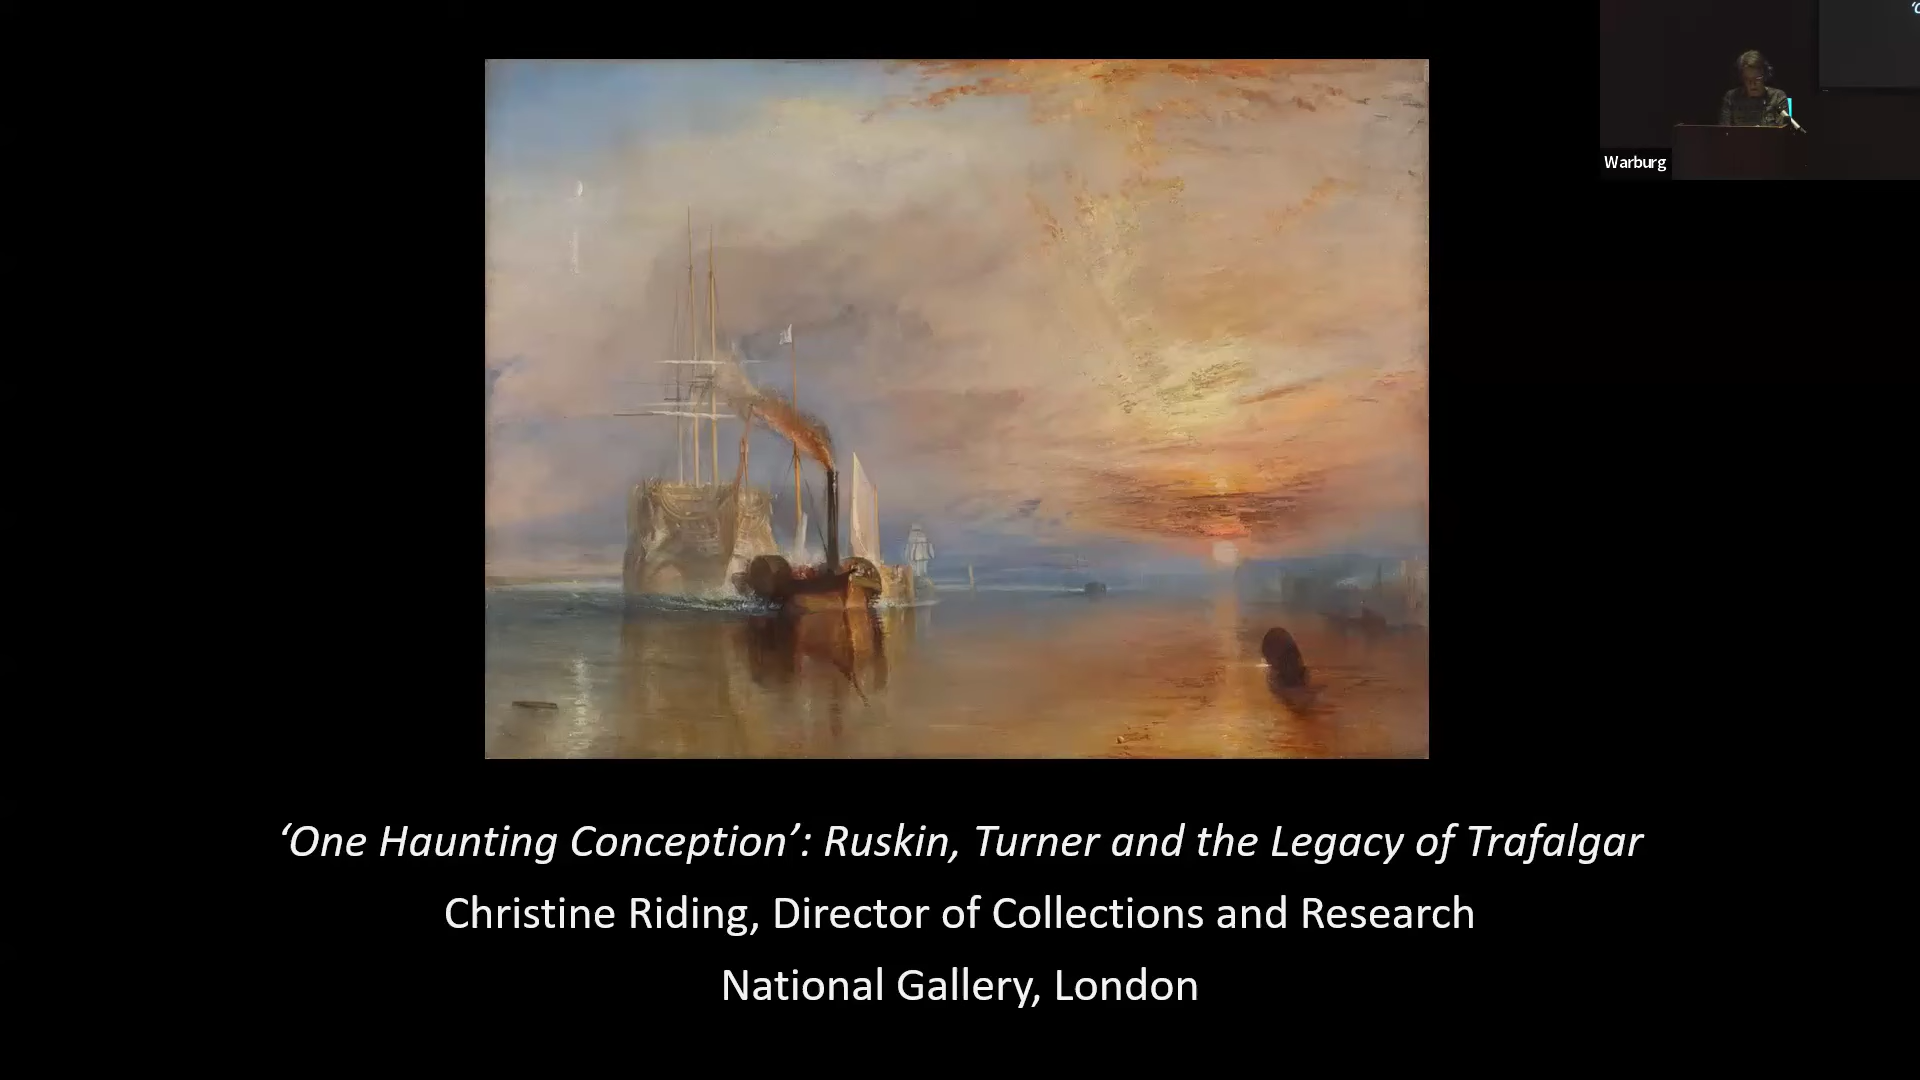 Warburg
‘One Haunting Conception’: Ruskin, Turner and the Legacy of Trafalgar
Christine Riding, Director of Collections and Research
National Gallery, London